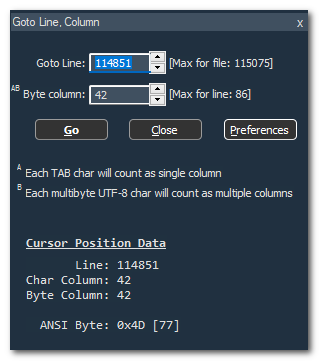 Goto Line, Column x
Goto Line: 114851 [Max for file: 115075]
AB Byte column: 42 [Max for line: 86]
Go Close Preferences
A Each TAB char will count as single column
B Each multibyte UTF-8 char will count as multiple columns
Cursor Position Data
Line: 114851
Char Column: 42
Byte Column: 42
ANSI Byte: 0x4D [77]